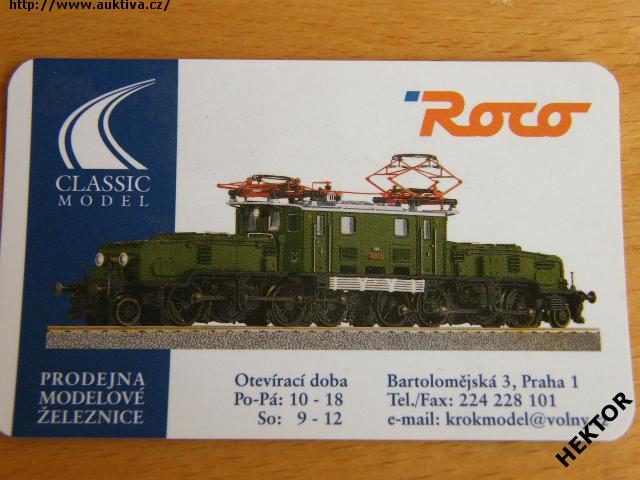 http://www.auktiva.cz/
Roco
CLASSIC
MODEL
PRODEJNA
MODELOVÉ
ŽELEZNICE
Otevírací doba
Po-Pá: 10 - 18
So: 9 - 12
Bartolomějská 3, Praha 1
Tel./Fax: 224 228 101
e-mail: krokmodel@volny
HEKTOR